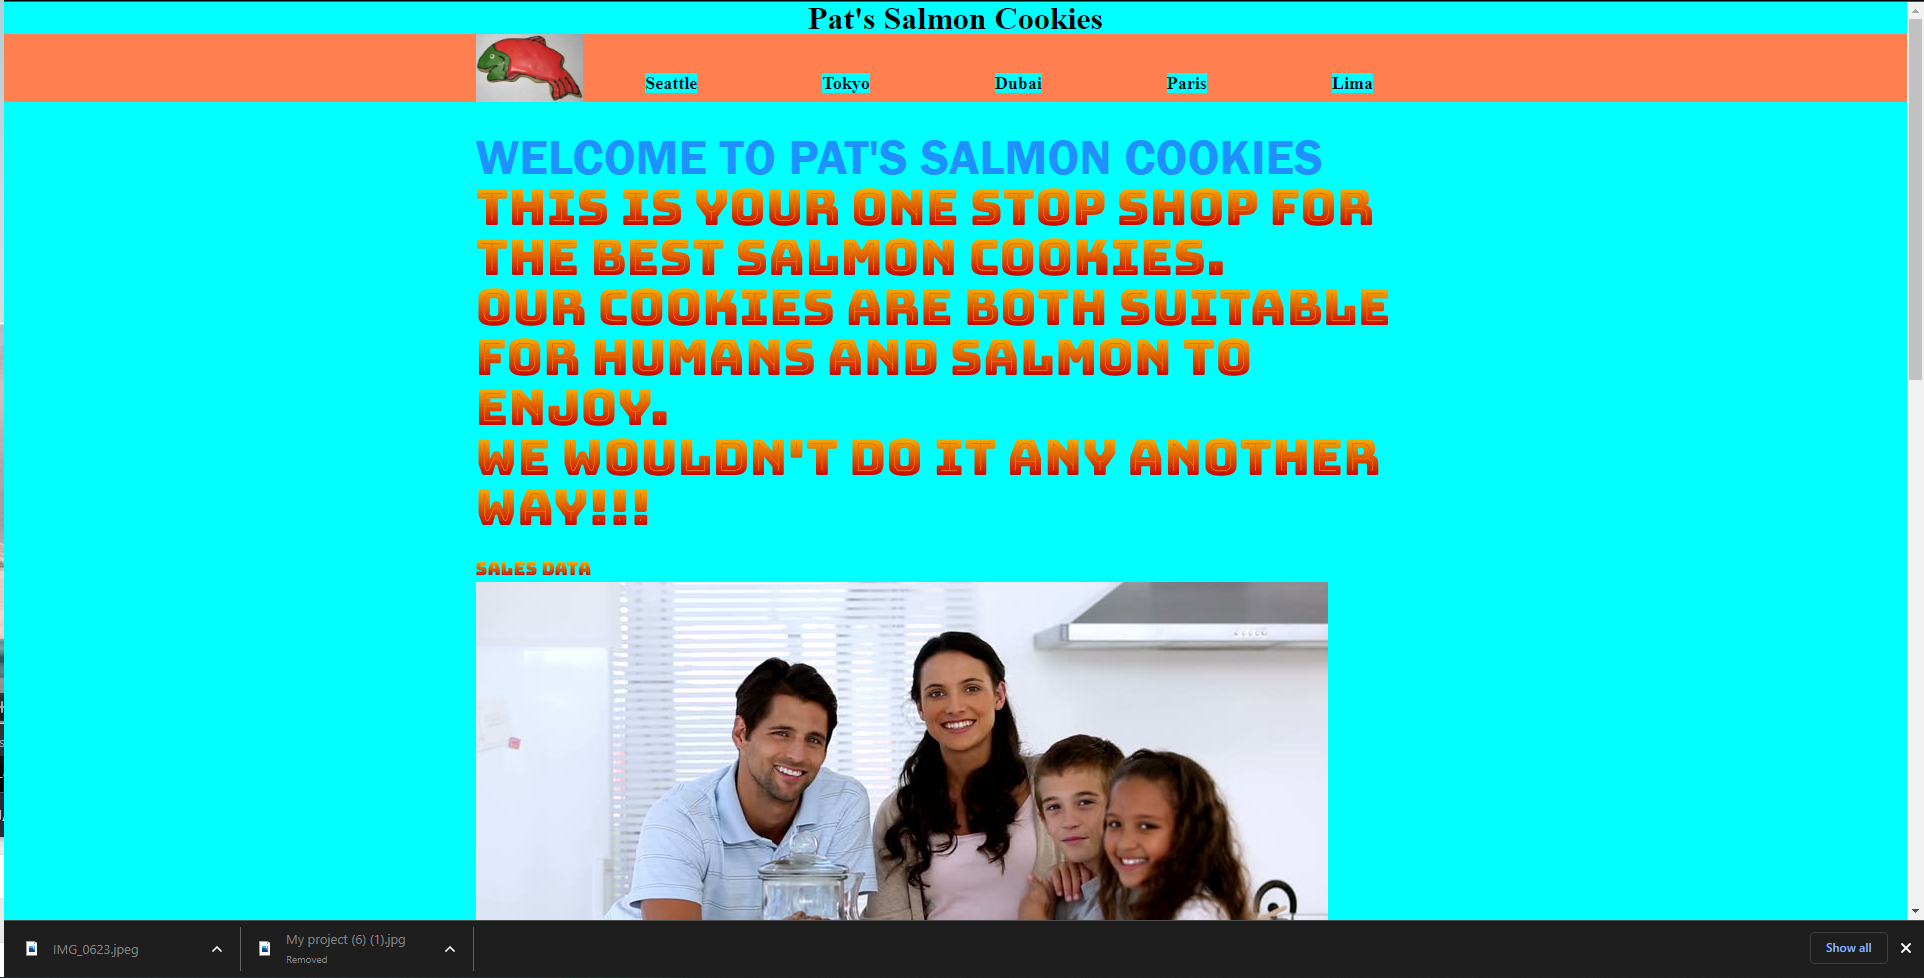 Pat's Salmon Cookies
Seattle Tokyo Dubai Paris Lima
WELCOME TO PAT'S SALMON COOKIES
THIS IS YOUR ONE STOP SHOP FOR
THE BEST SALMON COOKIES.
OUR COOKIES ARE BOTH SUITABLE
FOR HUMANS AND SALMON TO
ENJOY.
WE WOULDN'T DO IT ANY ANOTHER
WAY!!!
SALES DATA
IMG_0623.jpeg
My project (6) (1).jpg
Removed
Show all